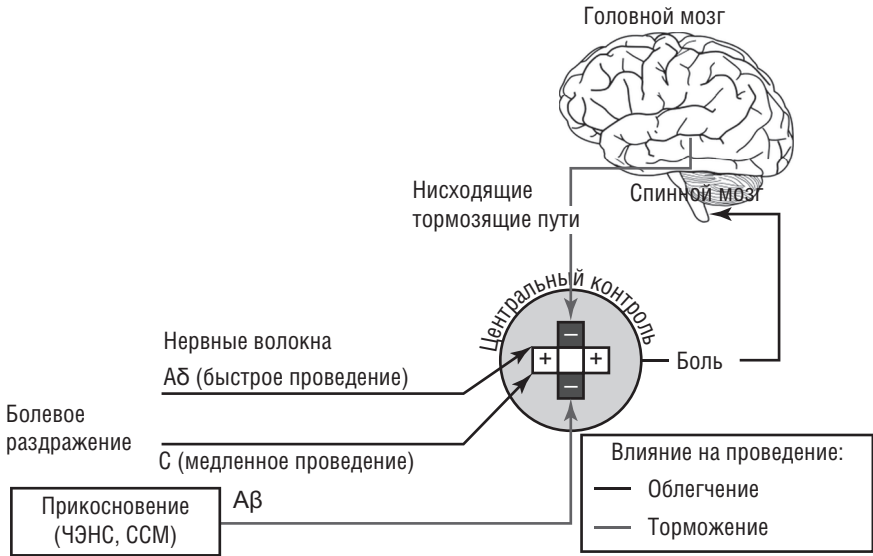 Головной мозг
Нисходящие
тормозящие пути
Спинной мозг
Центральный контроль
Нервные волокна
Aδ (быстрое проведение)
Болевое
раздражение
C (медленное проведение)
+
–
+
–
Боль
Прикосновение
(ЧЭНС, ССМ)
Aβ
Влияние на проведение:
Облегчение
Торможение